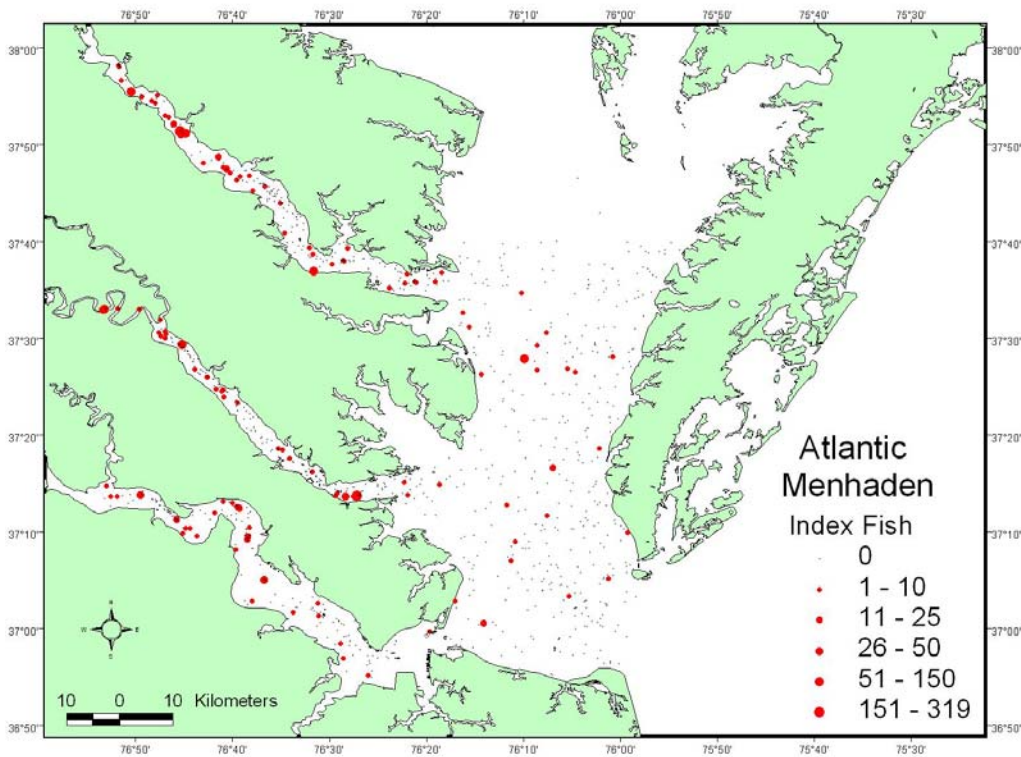 76°50' 76°40' 76°30' 76°20' 76°10' 76°00' 75°50' 75°40' 75°30'
38°00' 38°00'
37°50' 37°50'
37°40' 37°40'
37°30' 37°30'
37°20' 37°20'
Atlantic
Menhaden
Index Fish
37°10' 37°10'
0
1 - 10
11 - 25
N
37°00' 37°00'
W E
S
26 - 50
51 - 150
10 0 10 Kilometers
151 - 319
36°50' 36°50'
76°50' 76°40' 76°30' 76°20' 76°10' 76°00' 75°50' 75°40' 75°30'